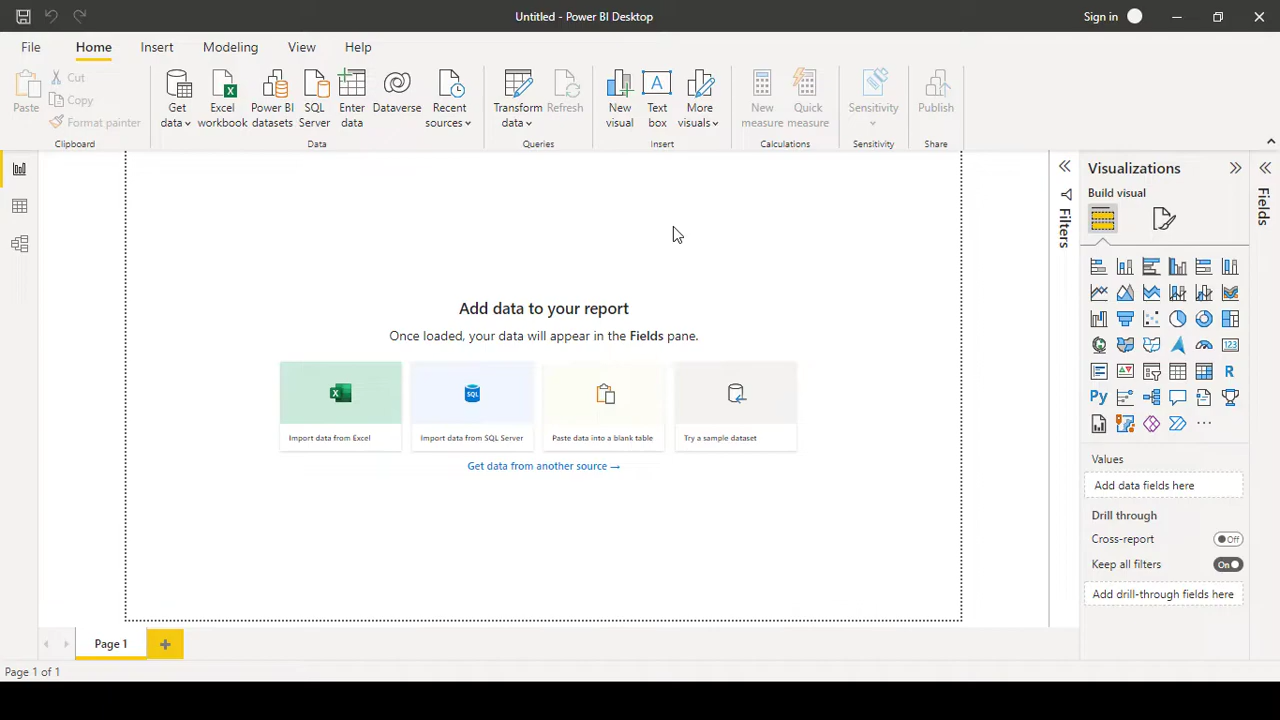 Untitled - Power BI Desktop
Sign in
File Home Insert Modeling View Help
Paste
Cut
Copy
Format painter
Clipboard
Get data
Excel workbook
Power BI datasets
SQL Server
Enter data
Dataverse
Recent sources
Data
Transform data
Refresh
Queries
New visual
Text box
More visuals
Insert
New measure
Quick measure
Calculations
Sensitivity
Sensitivity
Publish
Share
Add data to your report
Once loaded, your data will appear in the Fields pane.
Import data from Excel
SQL
Import data from SQL Server
Paste data into a blank table
Try a sample dataset
Get data from another source →
Filters
Visualizations
Build visual
123
R
Py
Values
Add data fields here
Drill through
Cross-report
Off
Keep all filters
On
Add drill-through fields here
Fields
Page 1
Page 1 of 1